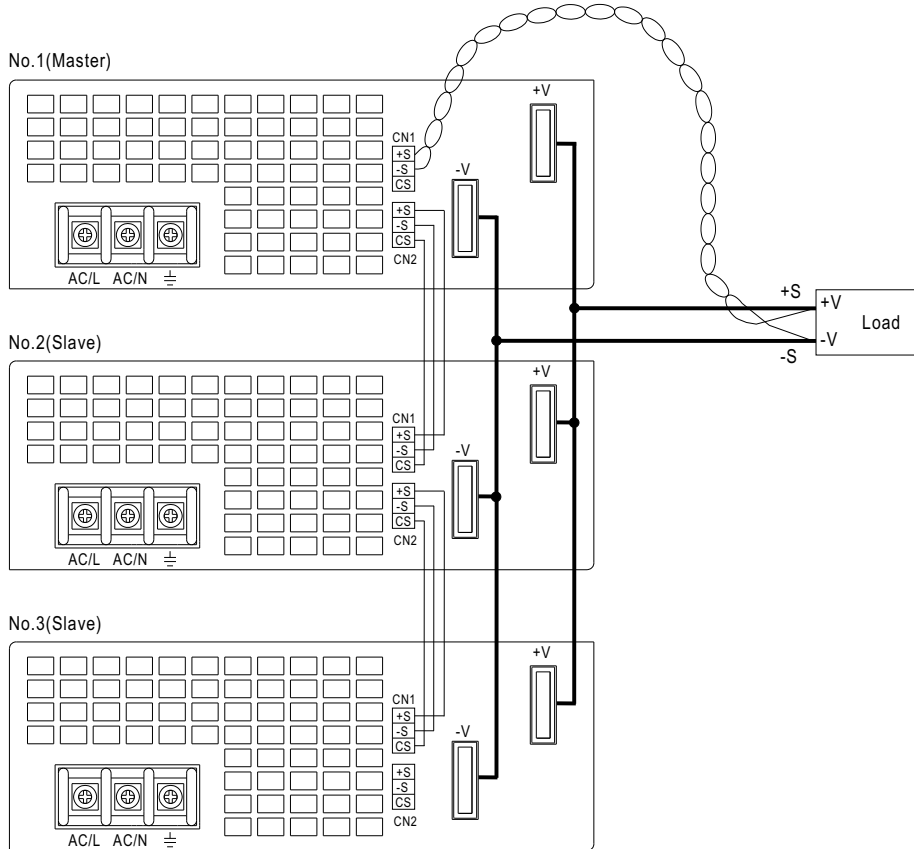 No.1(Master)
+V
CN1
+S
-S
CS
-V
+S
-S
CS
CN2
AC/L AC/N
+S
+V
Load
-V
-S
No.2(Slave)
+V
CN1
+S
-S
CS
-V
+S
-S
CS
CN2
AC/L AC/N
No.3(Slave)
+V
CN1
+S
-S
CS
-V
+S
-S
CS
CN2
AC/L AC/N